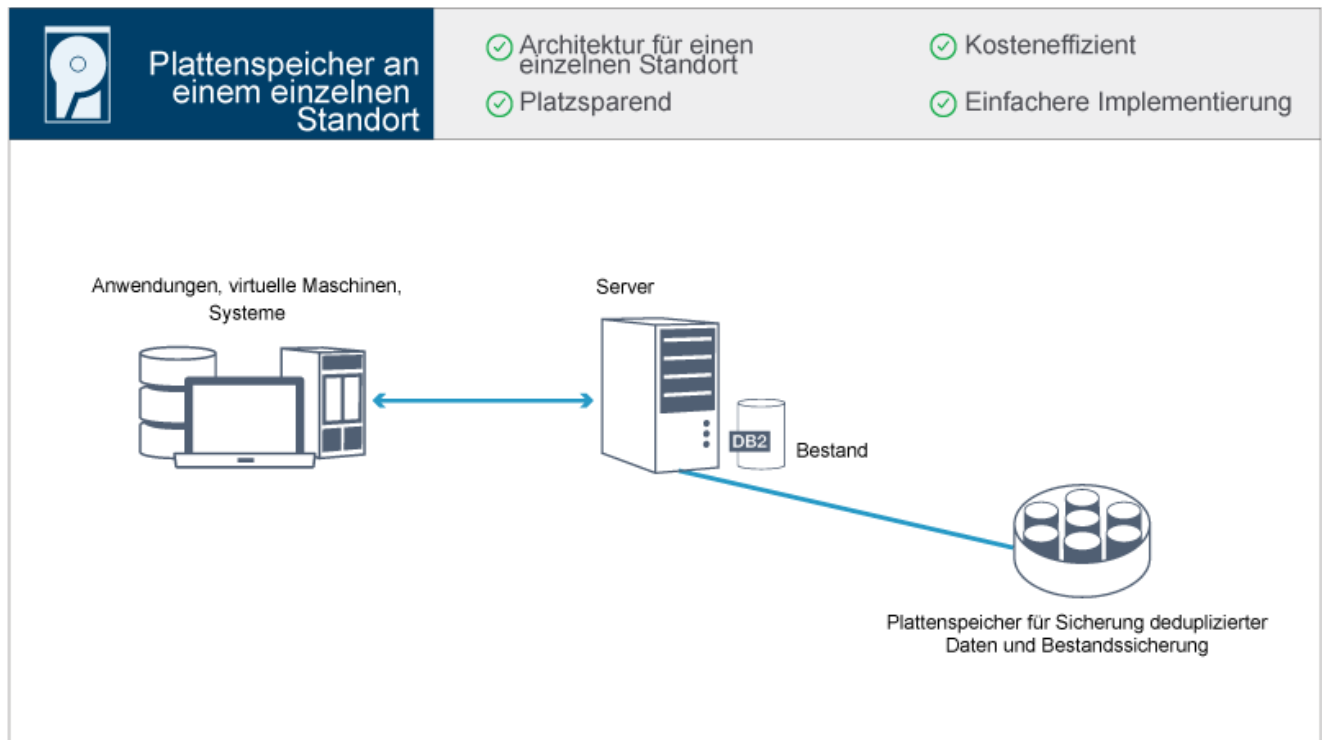 Plattenspeicher an
einem einzelnen
Standort
Architektur für einen
einzelnen Standort
Platzsparend
Kosteneffizient
Einfachere Implementierung
Anwendungen, virtuelle Maschinen,
Systeme
Server
DB2
Bestand
Plattenspeicher für Sicherung deduplizierter
Daten und Bestandssicherung